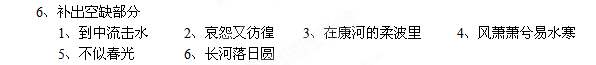 6、补出空缺部分
1、到中流击水 2、哀怨又彷徨 3、在康河的柔波里 4、风萧萧兮易水寒
5、不似春光 6、长河落日圆